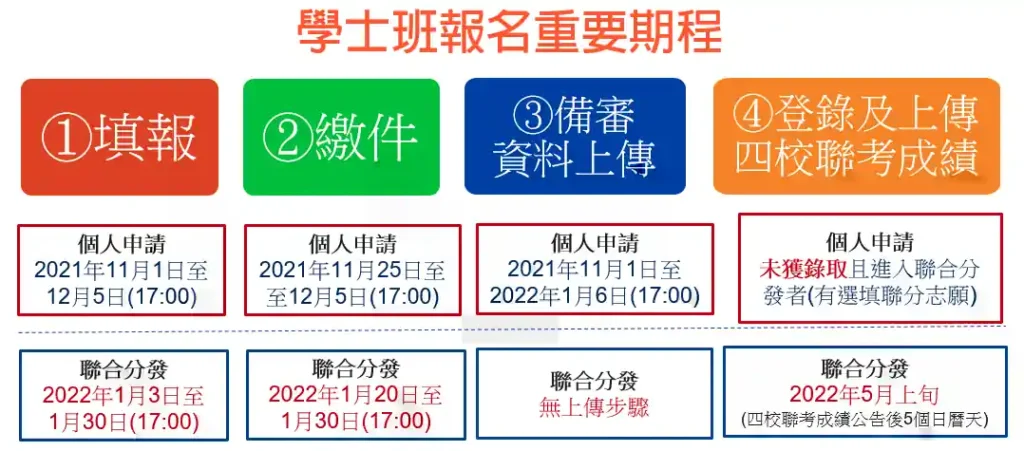 學士班報名重要期程
①填報
②繳件
③備審
資料上傳
④登錄及上傳
四校聯考成績
個人申請
2021年11月1日至
12月5日(17:00)
個人申請
2021年11月25日至
至12月5日(17:00)
個人申請
2021年11月1日至
2022年1月6日(17:00)
個人申請
未獲錄取且進入聯合分
發者(有選填聯分志願)
聯合分發
2022年1月3日至
1月30日(17:00)
聯合分發
2022年1月20日至
1月30日(17:00)
聯合分發
無上傳步驟
聯合分發
2022年5月上旬
(四校聯考成績公告後5個日曆天)